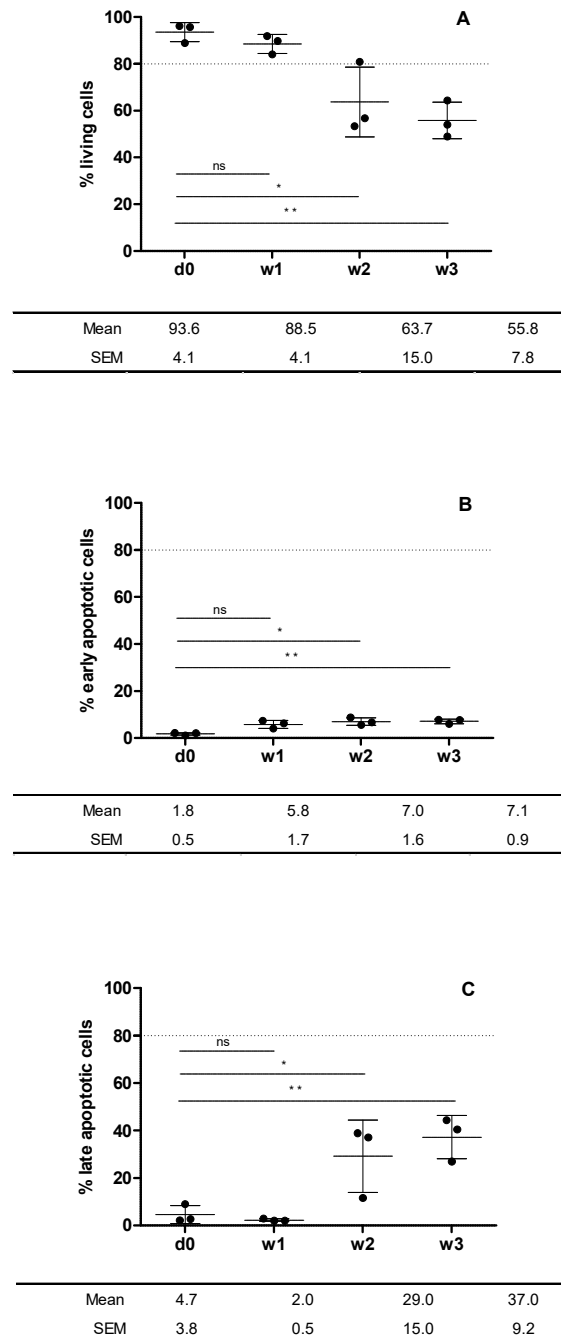 A
% living cells
100
80
60
40
20
0
ns
*
**
d0 w1 w2 w3
Mean 93.6 88.5 63.7 55.8
SEM 4.1 4.1 15.0 7.8
B
% early apoptotic cells
100
80
60
40
20
0
ns
*
**
d0 w1 w2 w3
Mean 1.8 5.8 7.0 7.1
SEM 0.5 1.7 1.6 0.9
C
% late apoptotic cells
100
80
60
40
20
0
ns
*
**
d0 w1 w2 w3
Mean 4.7 2.0 29.0 37.0
SEM 3.8 0.5 15.0 9.2